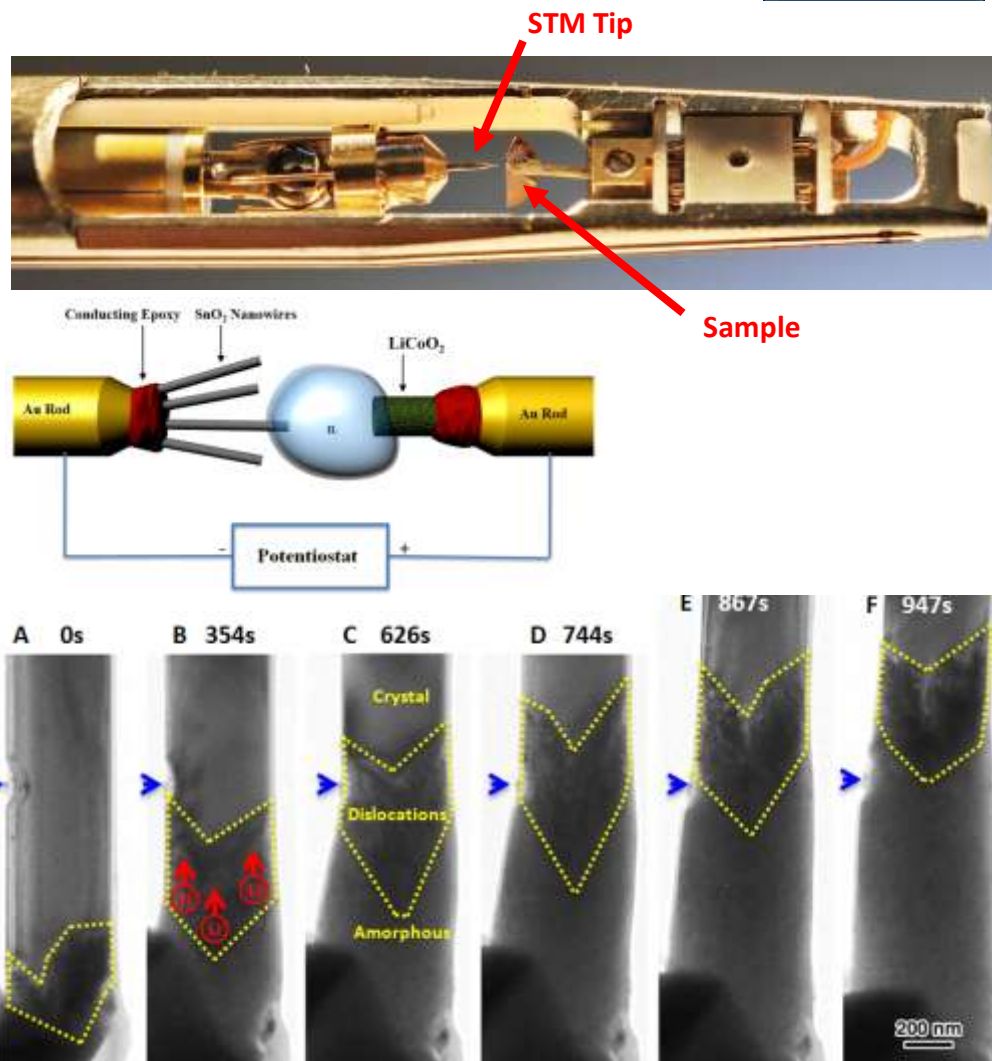 STM Tip
Sample
Conducting Epoxy
SnO₂ Nanowires
LiCoO₂
Au Rod
IL
Au Rod
-
Potentiostat
+
A 0s
B 354s
C 626s
D 744s
E 867s
F 947s
Crystal
Dislocations
Amorphous
Li
Li
Li
200 nm